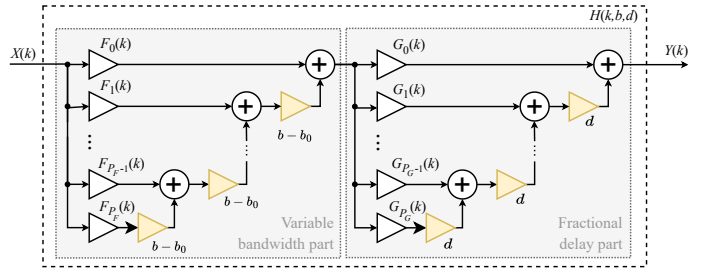 H(k,b,d)
X(k)
F_0(k)
G_0(k)
Y(k)
F_1(k)
G_1(k)
b − b_0
d
F_{P_F-1}(k)
G_{P_G-1}(k)
b − b_0
d
F_{P_F}(k)
G_{P_G}(k)
b − b_0
d
Variable
bandwidth part
Fractional
delay part